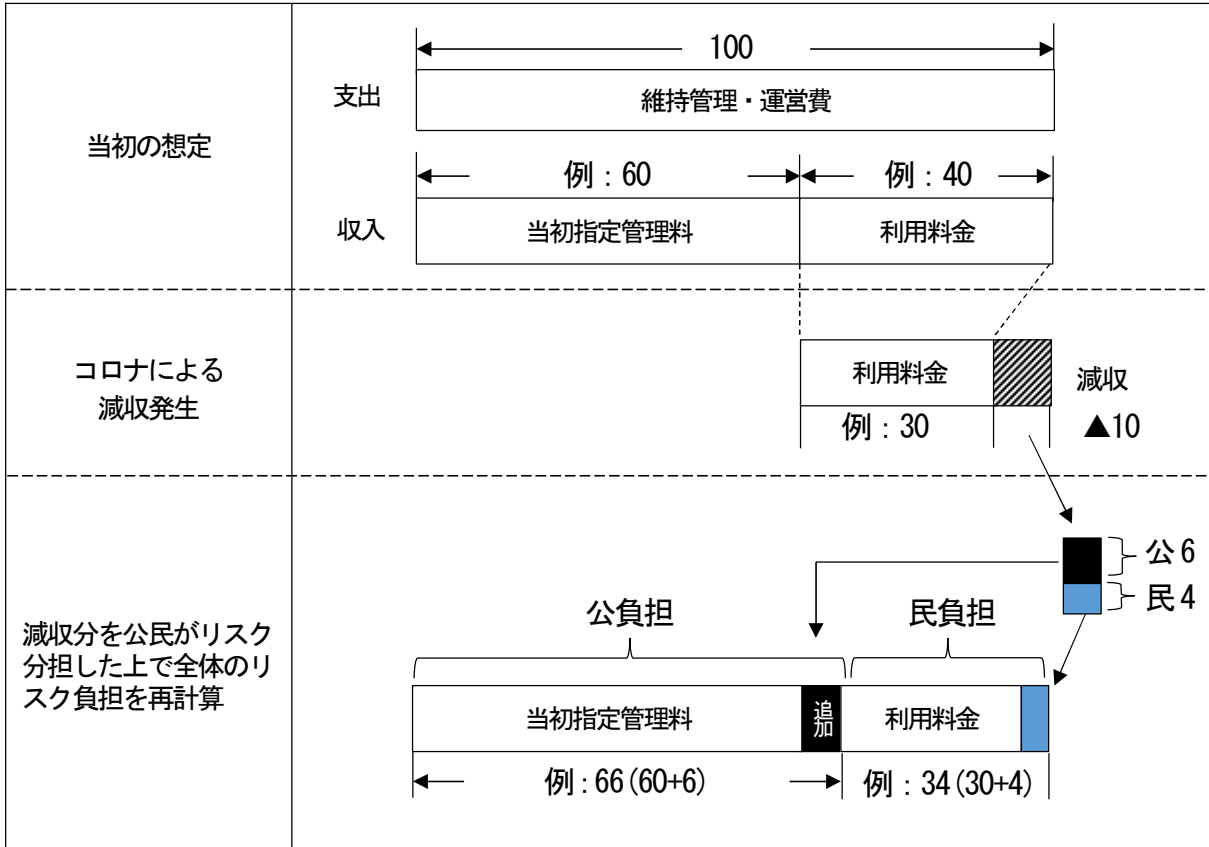 当初の想定
100
支出
維持管理・運営費
例：60
例：40
収入
当初指定管理料
利用料金
コロナによる
減収発生
利用料金
減収
例：30
▲10
公6
民4
減収分を公民がリスク
分担した上で全体のリ
スク負担を再計算
公負担
民負担
当初指定管理料
追加
利用料金
例：66(60+6)
例：34(30+4)